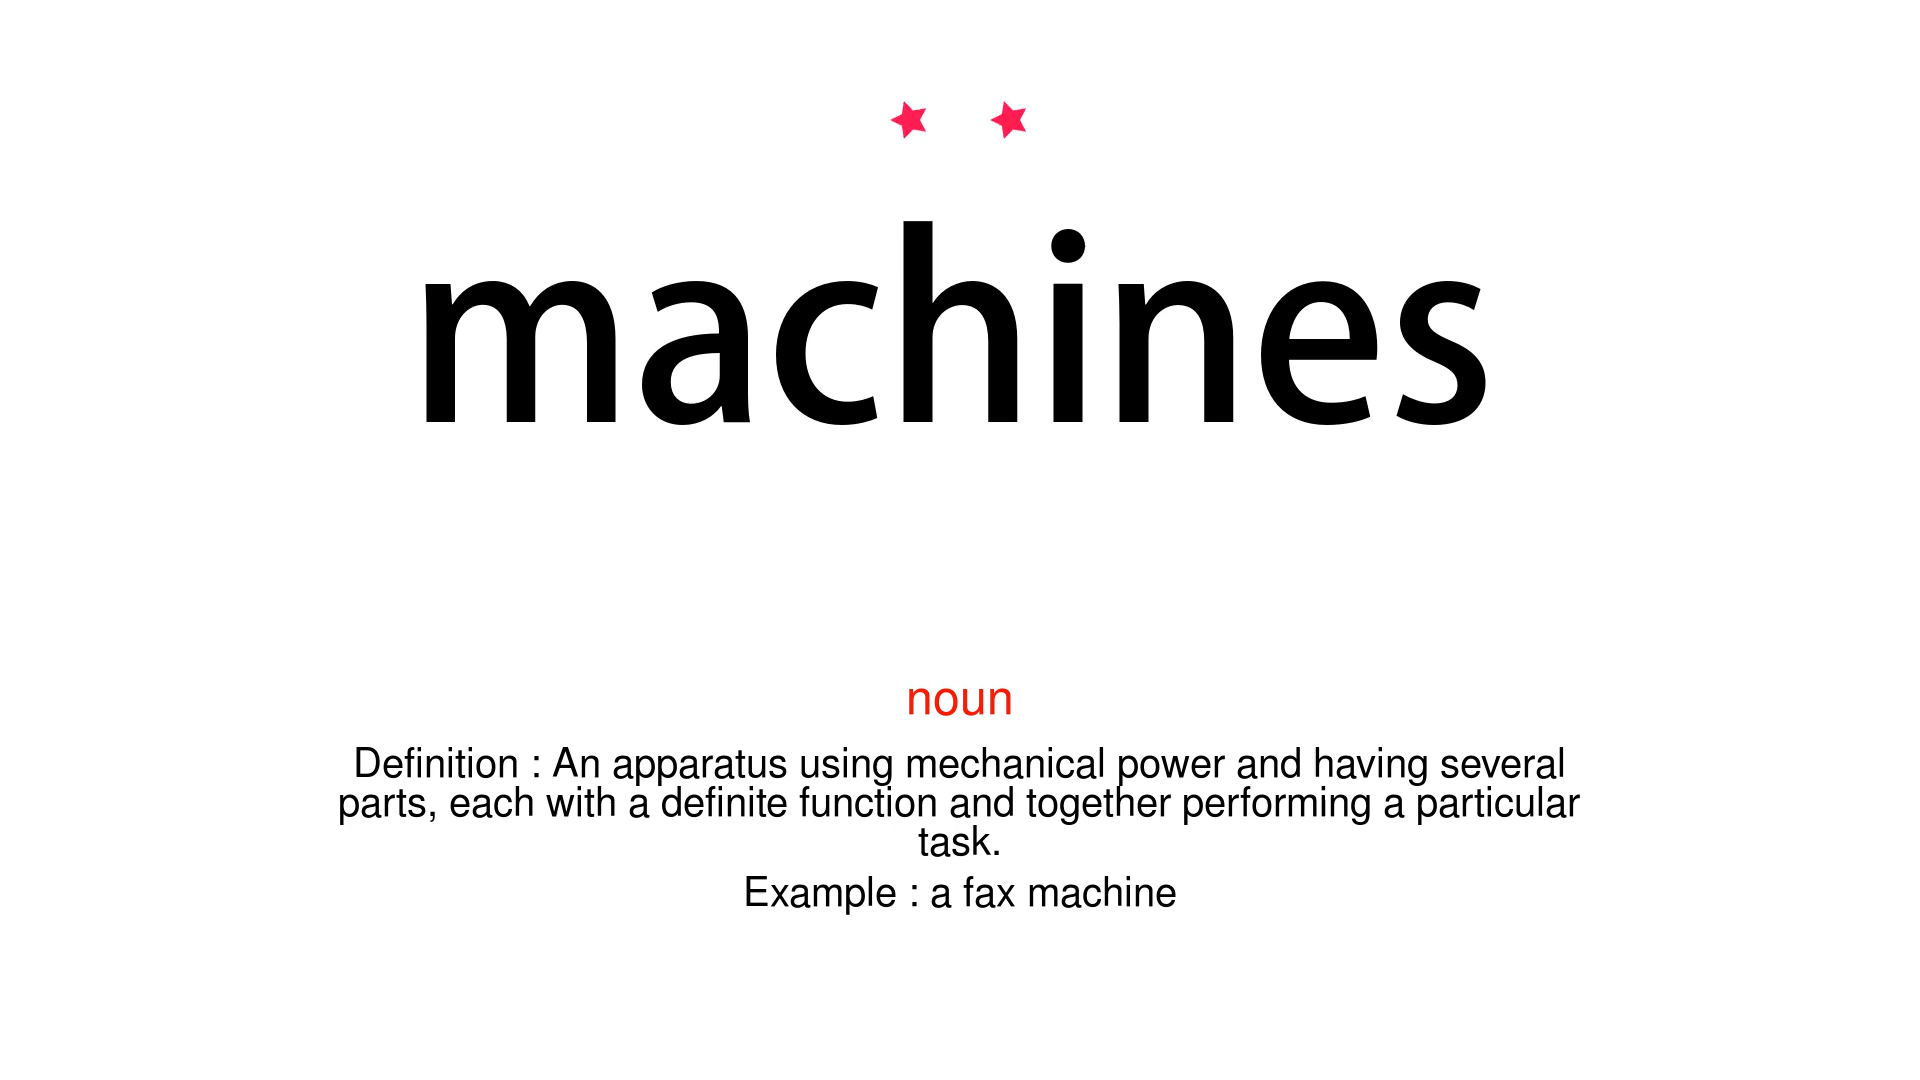 machines
noun
Definition : An apparatus using mechanical power and having several
parts, each with a definite function and together performing a particular
task.
Example : a fax machine